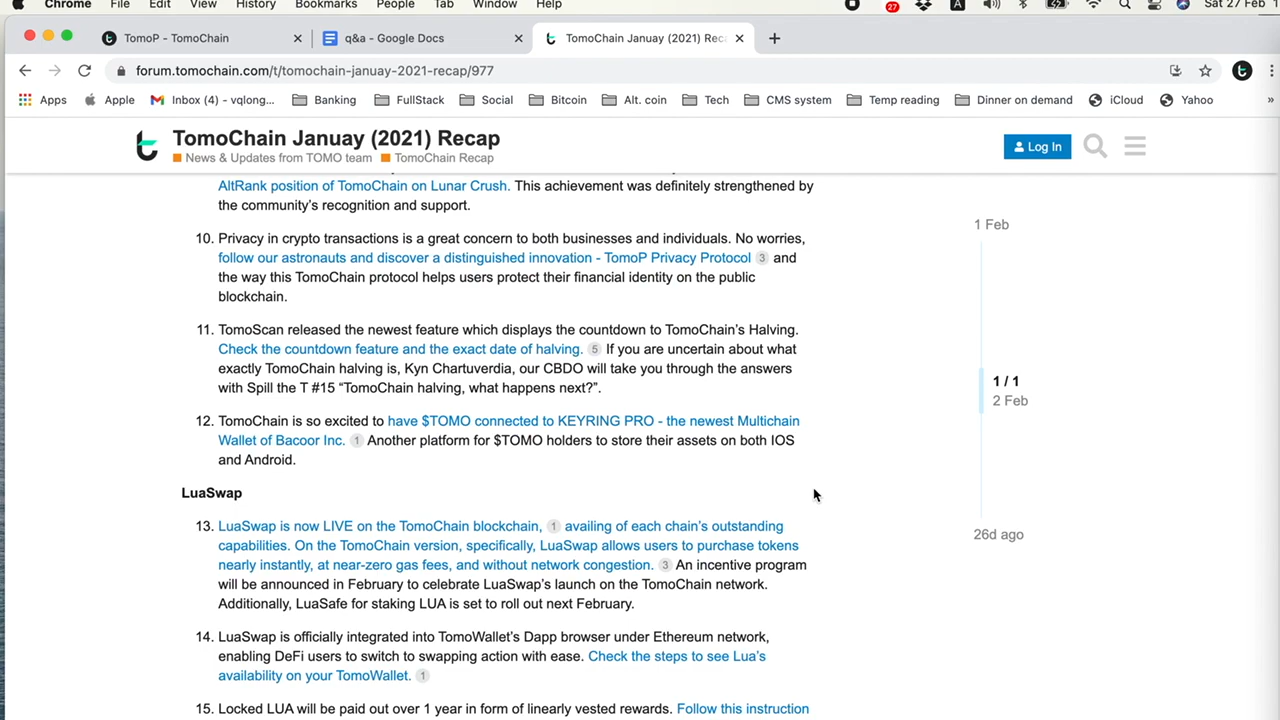 Chrome File Edit View History Bookmarks People Tab Window Help 27 A Sat 27 Feb 1
TomoP - TomoChain q&a - Google Docs TomoChain Januay (2021) Rec
forum.tomochain.com/t/tomochain-januay-2021-recap/977
Apps Apple Inbox (4) - vqlong... Banking FullStack Social Bitcoin Alt. coin Tech CMS system Temp reading Dinner on demand iCloud Yahoo »
TomoChain Januay (2021) Recap
News & Updates from TOMO team TomoChain Recap
Log In
AltRank position of TomoChain on Lunar Crush. This achievement was definitely strengthened by
the community's recognition and support.
10. Privacy in crypto transactions is a great concern to both businesses and individuals. No worries,
follow our astronauts and discover a distinguished innovation - TomoP Privacy Protocol 3 and
the way this TomoChain protocol helps users protect their financial identity on the public
blockchain.
11. TomoScan released the newest feature which displays the countdown to TomoChain's Halving.
Check the countdown feature and the exact date of halving. 5 If you are uncertain about what
exactly TomoChain halving is, Kyn Chartuverdia, our CBDO will take you through the answers
with Spill the T #15 “TomoChain halving, what happens next?”.
12. TomoChain is so excited to have $TOMO connected to KEYRING PRO - the newest Multichain
Wallet of Bacoor Inc. 1 Another platform for $TOMO holders to store their assets on both IOS
and Android.
LuaSwap
13. LuaSwap is now LIVE on the TomoChain blockchain, 1 availing of each chain's outstanding
capabilities. On the TomoChain version, specifically, LuaSwap allows users to purchase tokens
nearly instantly, at near-zero gas fees, and without network congestion. 3 An incentive program
will be announced in February to celebrate LuaSwap's launch on the TomoChain network.
Additionally, LuaSafe for staking LUA is set to roll out next February.
14. LuaSwap is officially integrated into TomoWallet's Dapp browser under Ethereum network,
enabling DeFi users to switch to swapping action with ease. Check the steps to see Lua's
availability on your TomoWallet. 1
15. Locked LUA will be paid out over 1 year in form of linearly vested rewards. Follow this instruction
1 Feb
1 / 1
2 Feb
26d ago